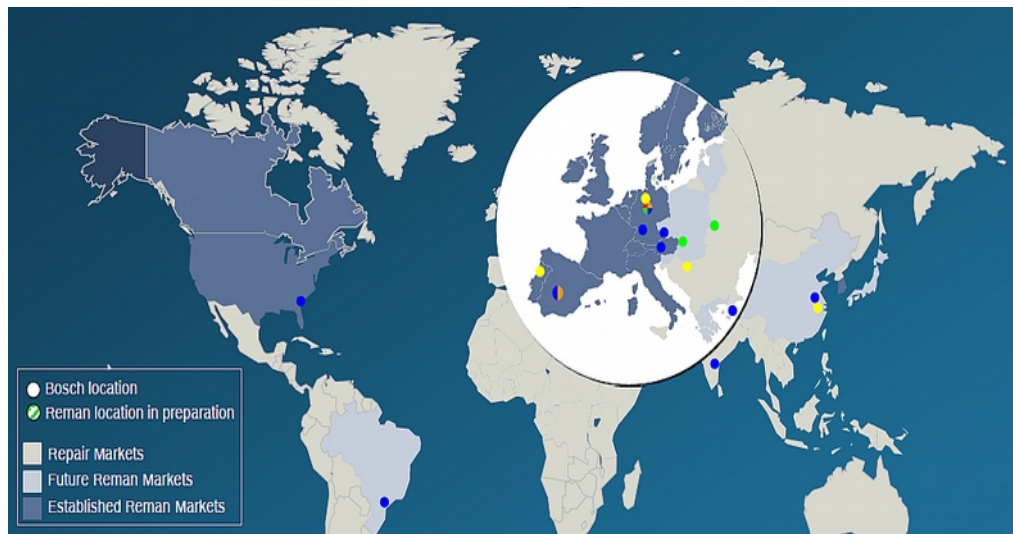 Bosch location
Reman location in preparation
Repair Markets
Future Reman Markets
Established Reman Markets